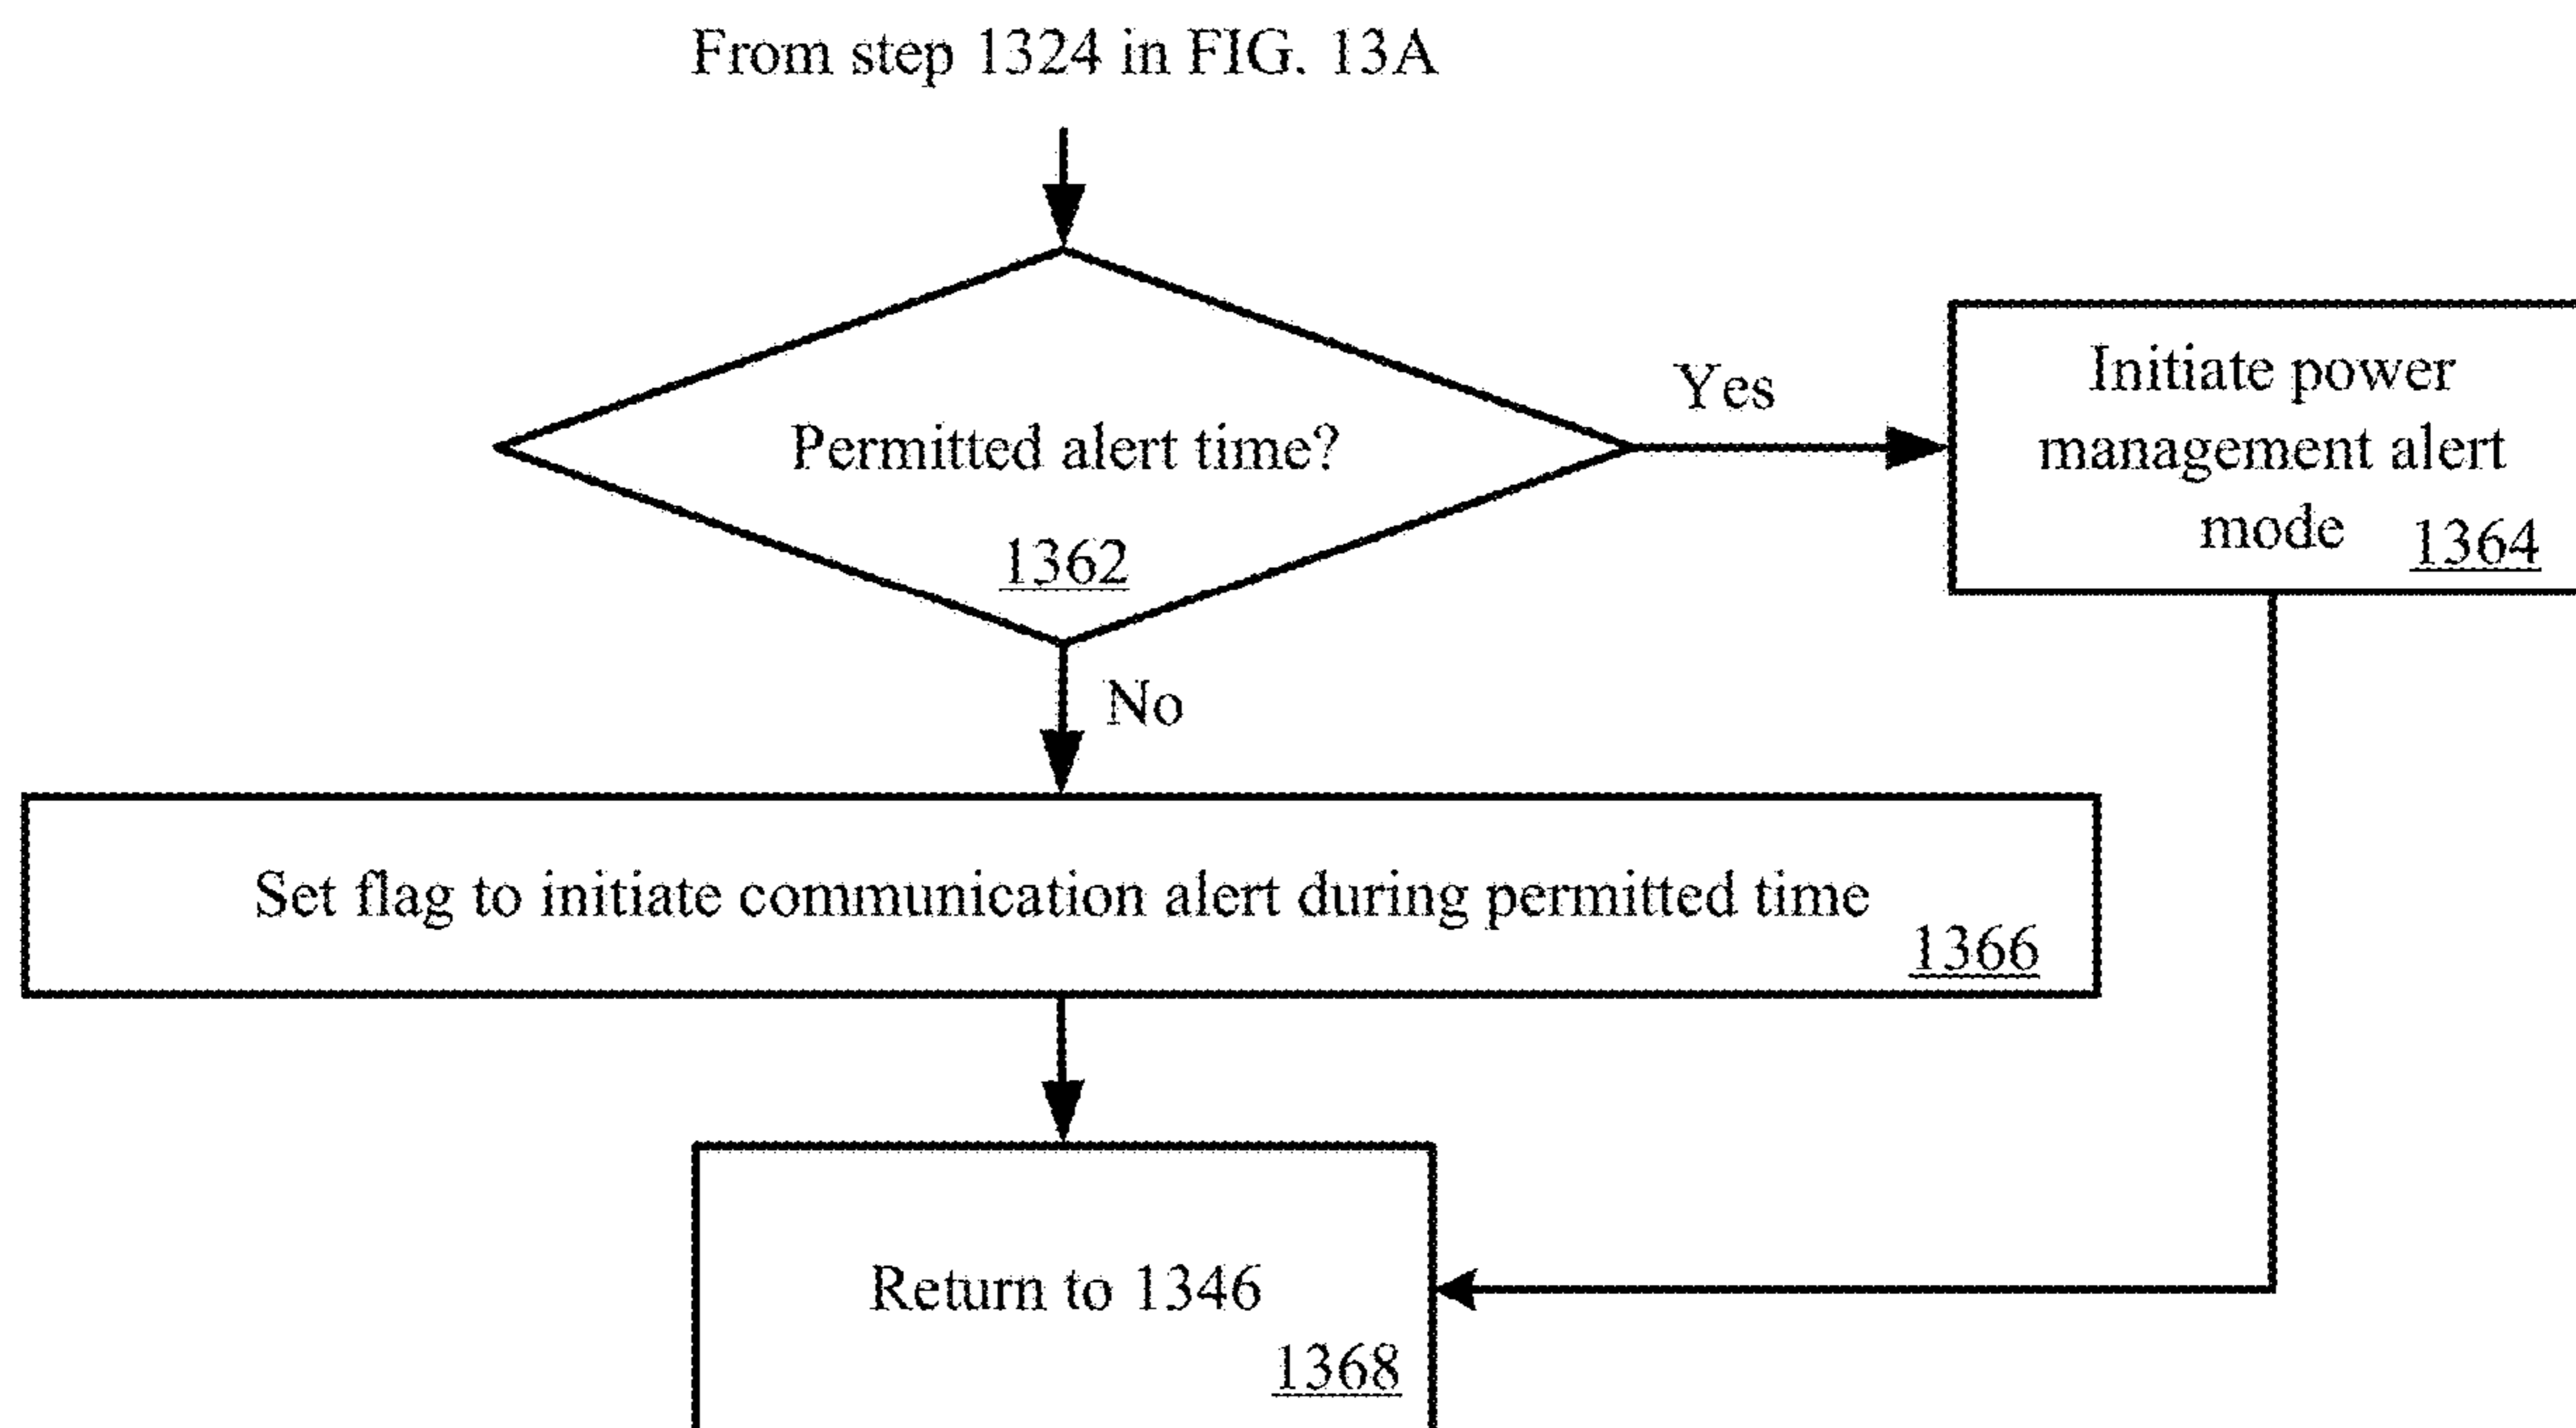 From step 1324 in FIG. 13A
Permitted alert time?
1362
Yes
Initiate power
management alert
mode 1364
No
Set flag to initiate communication alert during permitted time
1366
Return to 1346
1368